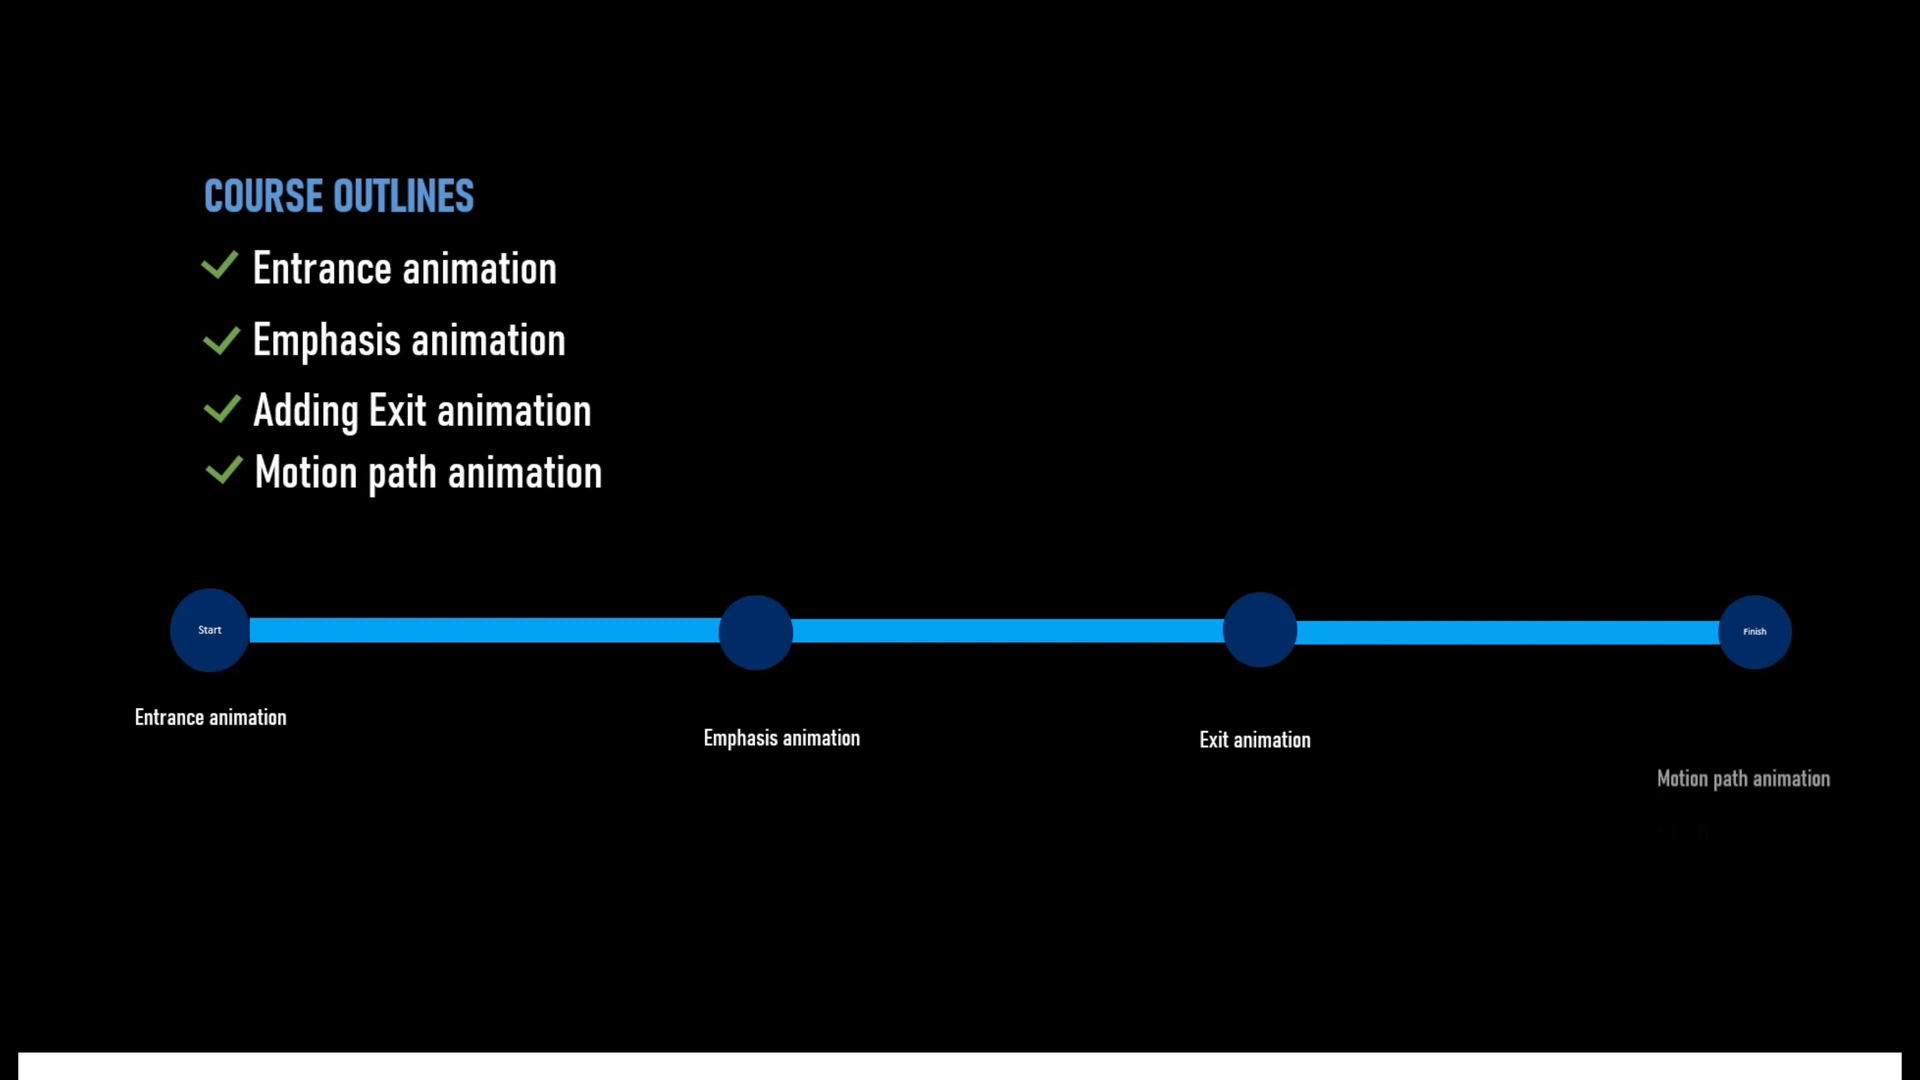 COURSE OUTLINES
Entrance animation
Emphasis animation
Adding Exit animation
Motion path animation
Start
Finish
Entrance animation
Emphasis animation
Exit animation
Motion path animation